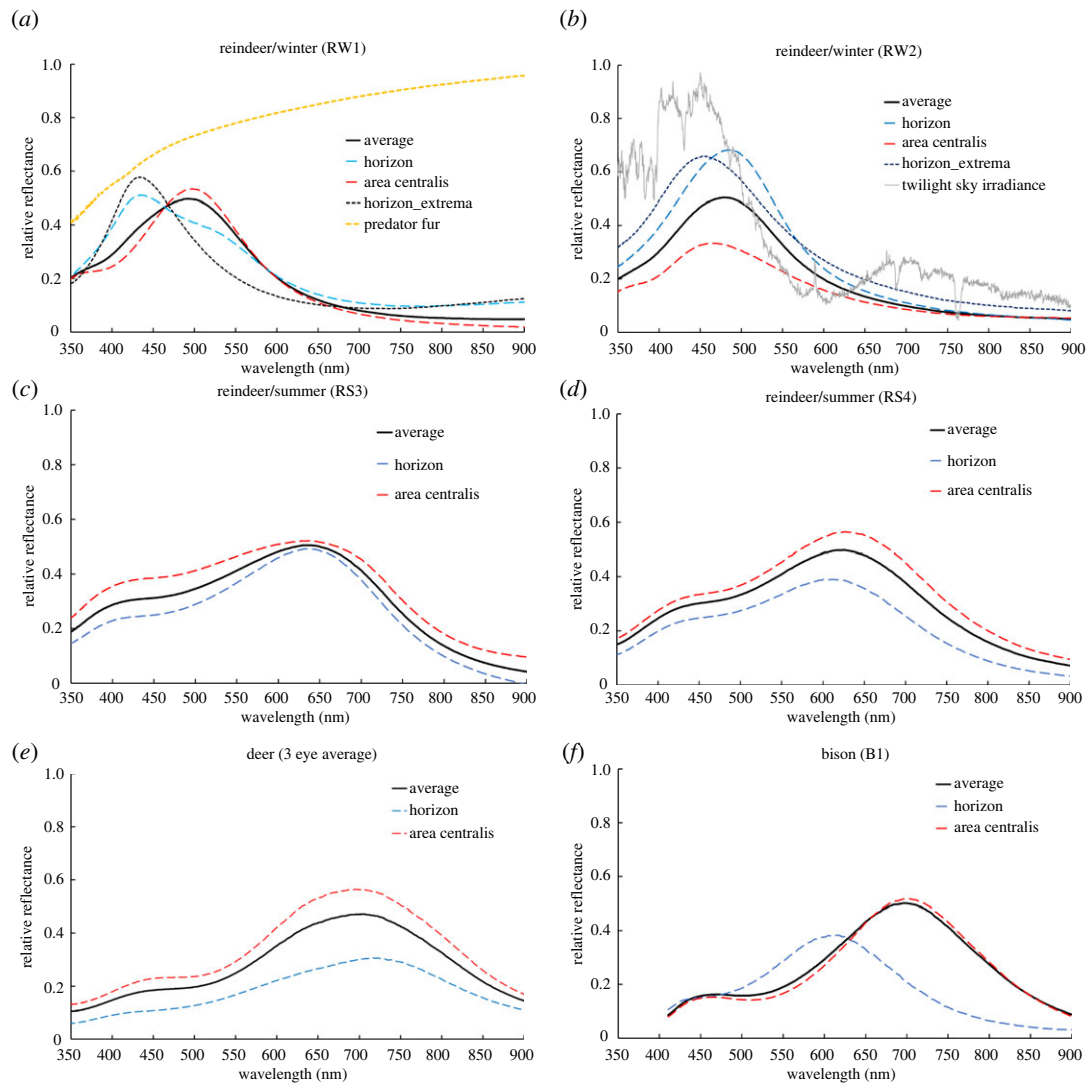 (a)
reindeer/winter (RW1)
1.0
0.8
0.6
0.4
0.2
0
relative reflectance
average
horizon
area centralis
horizon_extrema
predator fur
350 400 450 500 550 600 650 700 750 800 850 900
wavelength (nm)
(b)
reindeer/winter (RW2)
1.0
0.8
0.6
0.4
0.2
0
relative reflectance
average
horizon
area centralis
horizon_extrema
twilight sky irradiance
350 400 450 500 550 600 650 700 750 800 850 900
wavelength (nm)
(c)
reindeer/summer (RS3)
1.0
0.8
0.6
0.4
0.2
0
relative reflectance
average
horizon
area centralis
350 400 450 500 550 600 650 700 750 800 850 900
wavelength (nm)
(d)
reindeer/summer (RS4)
1.0
0.8
0.6
0.4
0.2
0
relative reflectance
average
horizon
area centralis
350 400 450 500 550 600 650 700 750 800 850 900
wavelength (nm)
(e)
deer (3 eye average)
1.0
0.8
0.6
0.4
0.2
0
relative reflectance
average
horizon
area centralis
350 400 450 500 550 600 650 700 750 800 850 900
wavelength (nm)
(f)
bison (B1)
1.0
0.8
0.6
0.4
0.2
0
relative reflectance
average
horizon
area centralis
350 400 450 500 550 600 650 700 750 800 850 900
wavelength (nm)